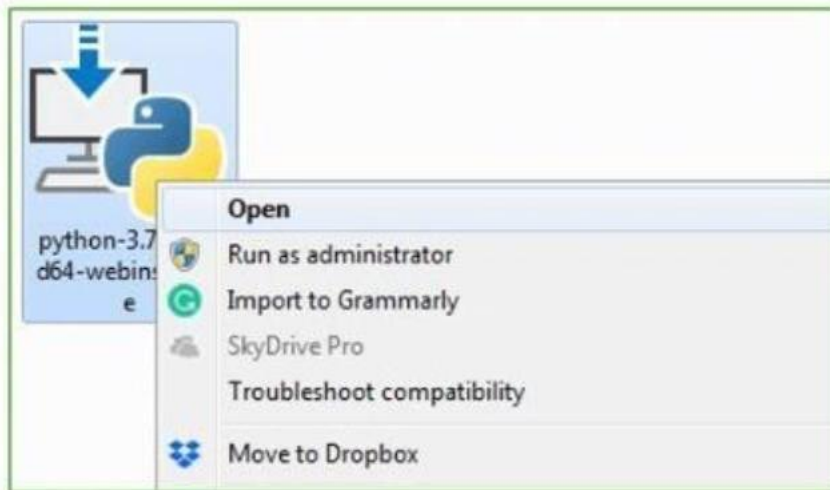 python-3.7
d64-webins
e
Open
Run as administrator
Import to Grammarly
SkyDrive Pro
Troubleshoot compatibility
Move to Dropbox